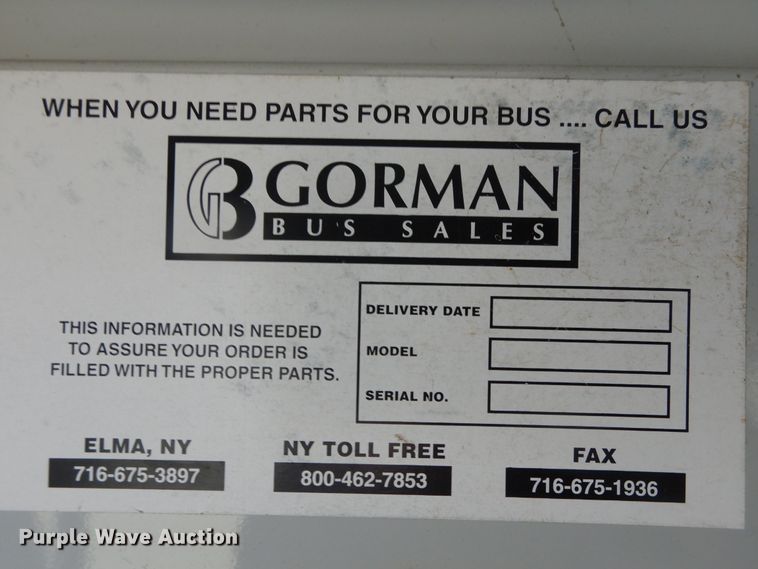 WHEN YOU NEED PARTS FOR YOUR BUS .... CALL US
GB GORMAN
BUS SALES
THIS INFORMATION IS NEEDED
TO ASSURE YOUR ORDER IS
FILLED WITH THE PROPER PARTS.
DELIVERY DATE
MODEL
SERIAL NO.
ELMA, NY
716-675-3897
NY TOLL FREE
800-462-7853
FAX
716-675-1936
Purple Wave Auction